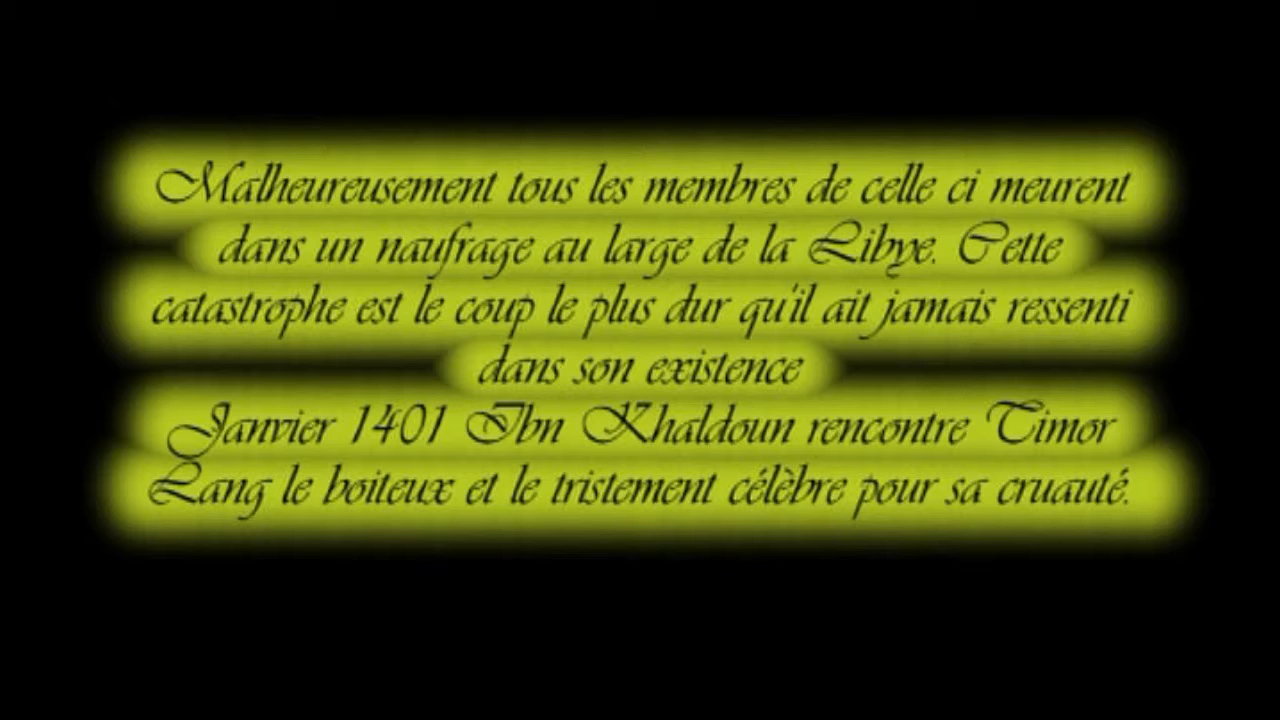 Malheureusement tous les membres de celle ci meurent
dans un naufrage au large de la Libye. Cette
catastrophe est le coup le plus dur qu'il ait jamais ressenti
dans son existence
Janvier 1401 Ibn Khaldoun rencontre Timor
Lang le boiteux et le tristement célèbre pour sa cruauté.